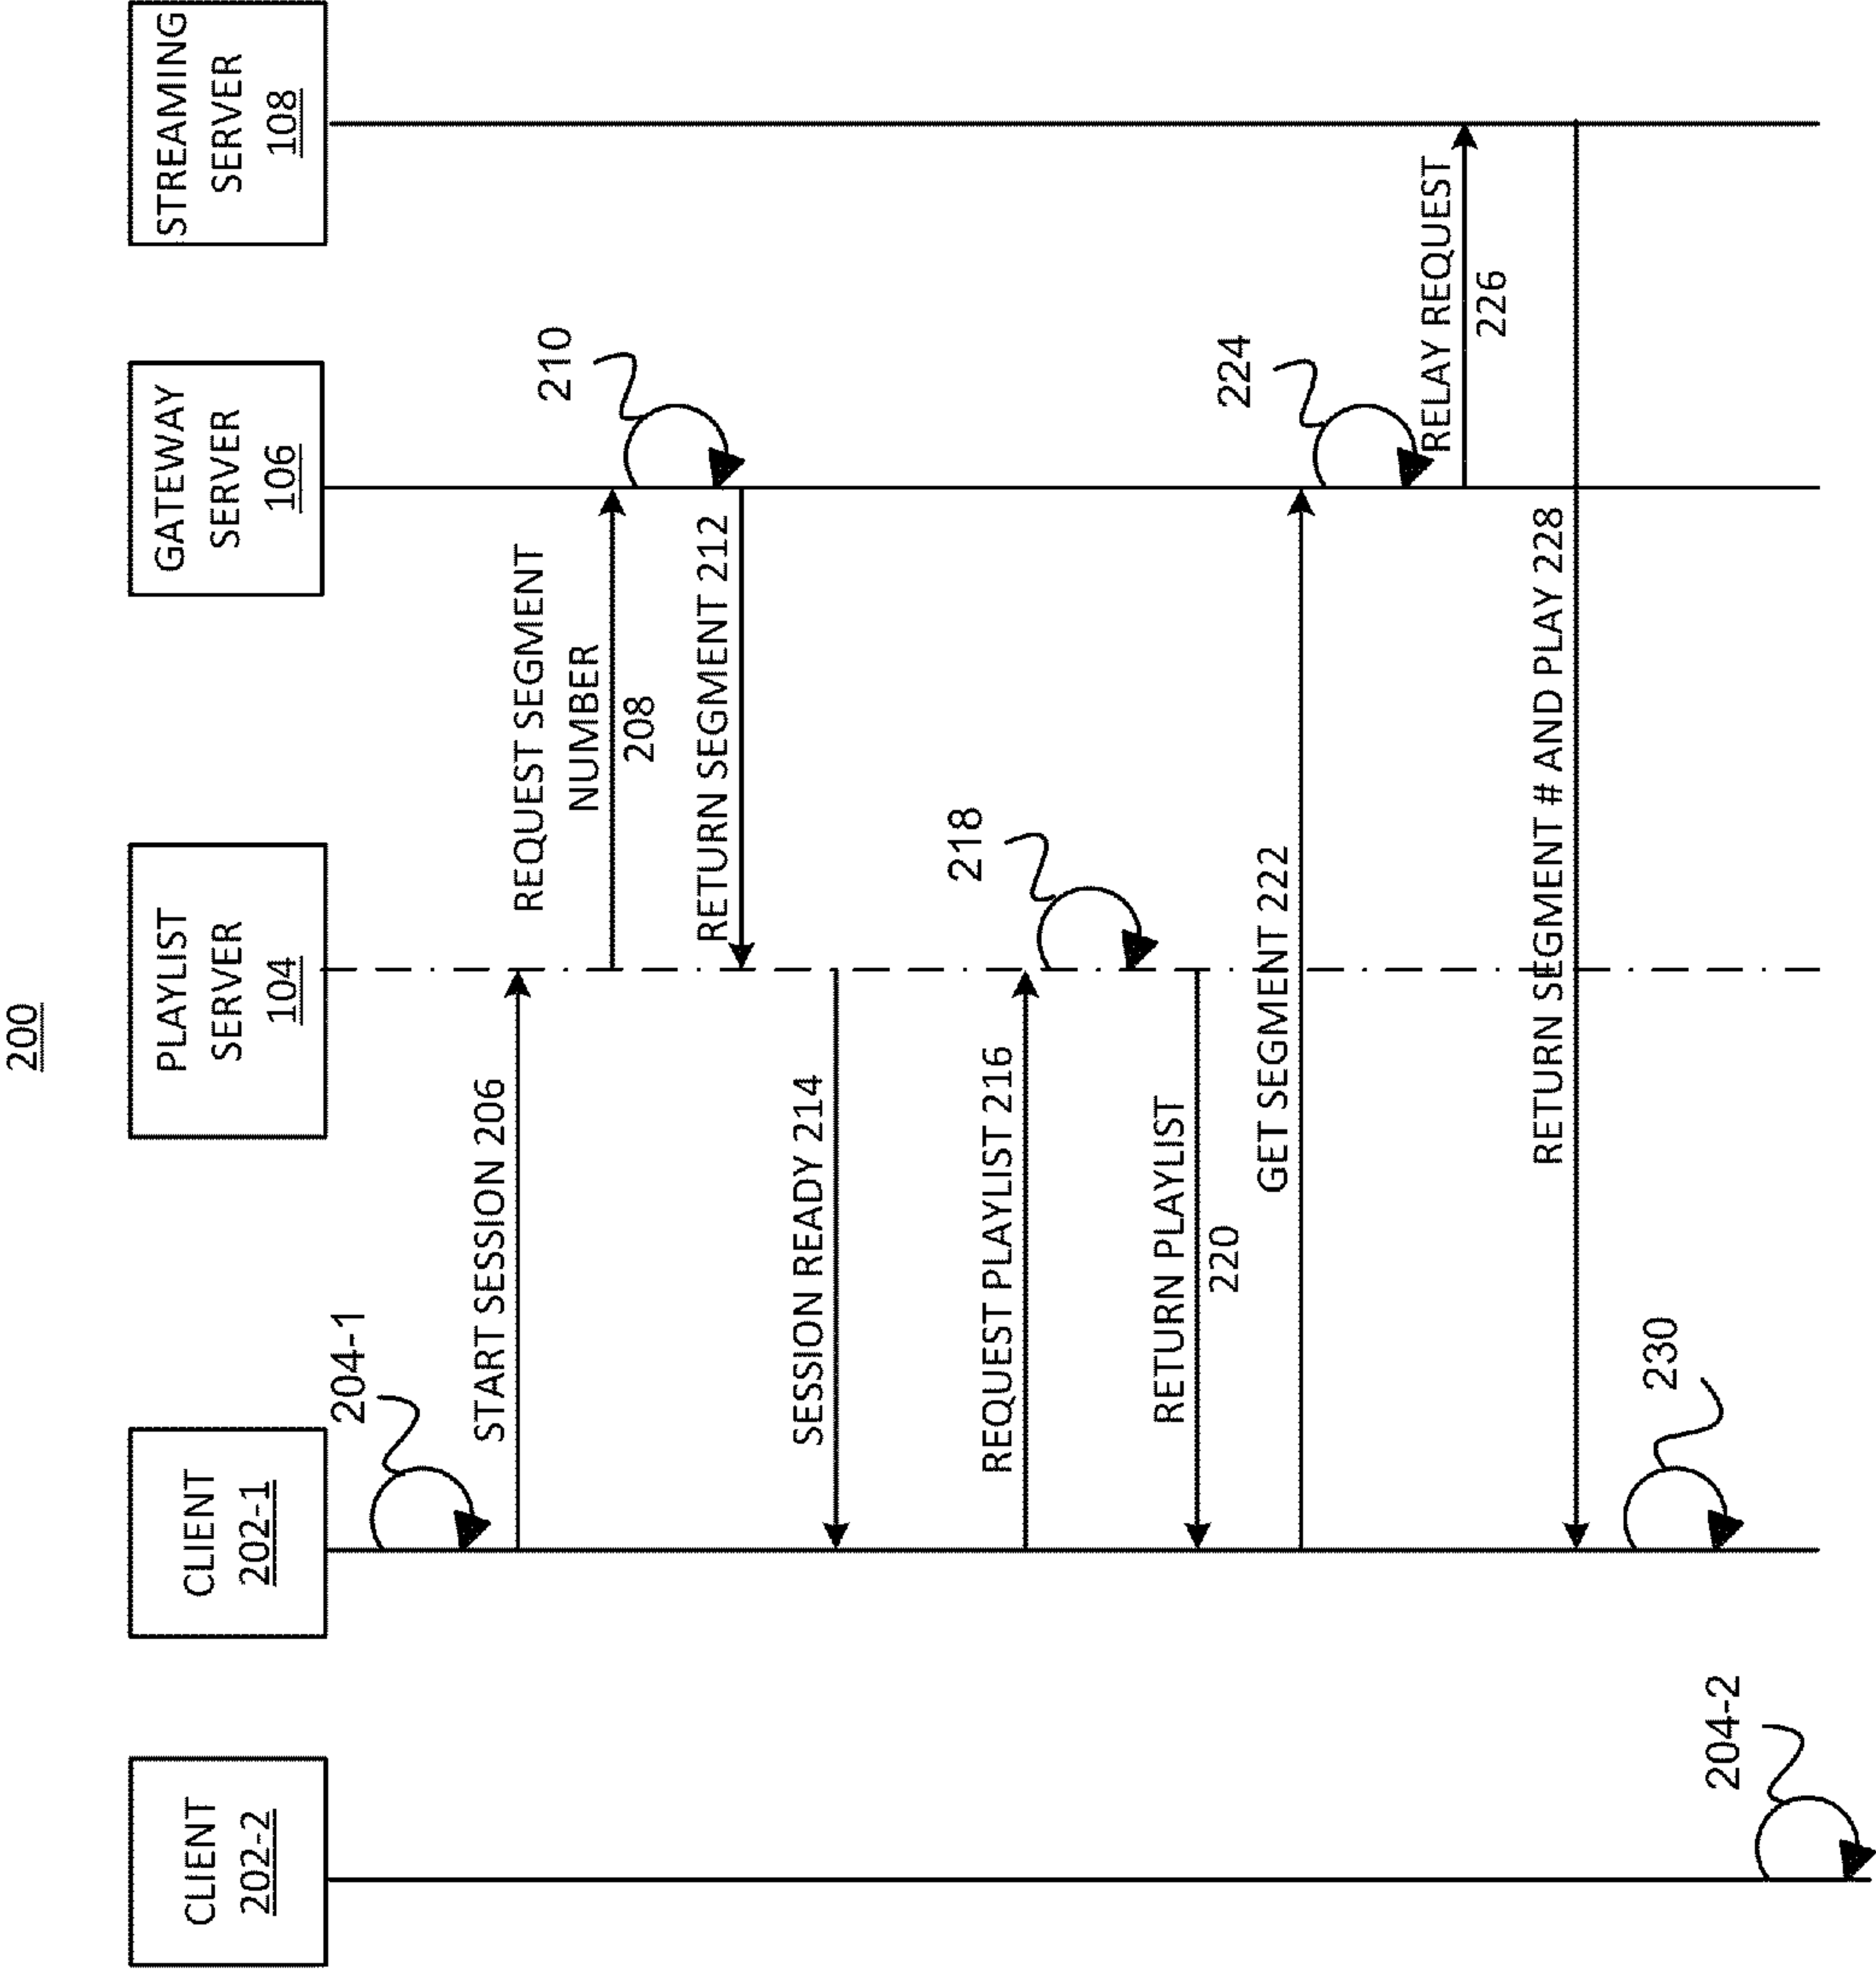 200
CLIENT
202-2
CLIENT
202-1
PLAYLIST
SERVER
104
GATEWAY
SERVER
106
STREAMING
SERVER
108
204-1
START SESSION 206
REQUEST SEGMENT
NUMBER
208
210
RETURN SEGMENT 212
SESSION READY 214
REQUEST PLAYLIST 216
218
RETURN PLAYLIST
220
GET SEGMENT 222
224
RELAY REQUEST
226
RETURN SEGMENT # AND PLAY 228
230
204-2